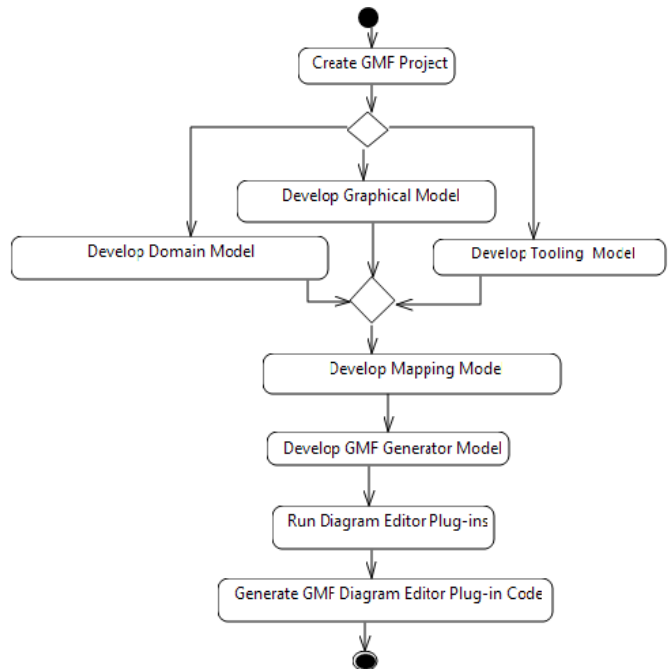 Create GMF Project
Develop Graphical Model
Develop Domain Model
Develop Tooling Mocel
Develop Mapping Mode
Develop GMF Generator Model
Run Diagram Editor Plug-ins
Generate GMF Diagram Editor Plug-in Code